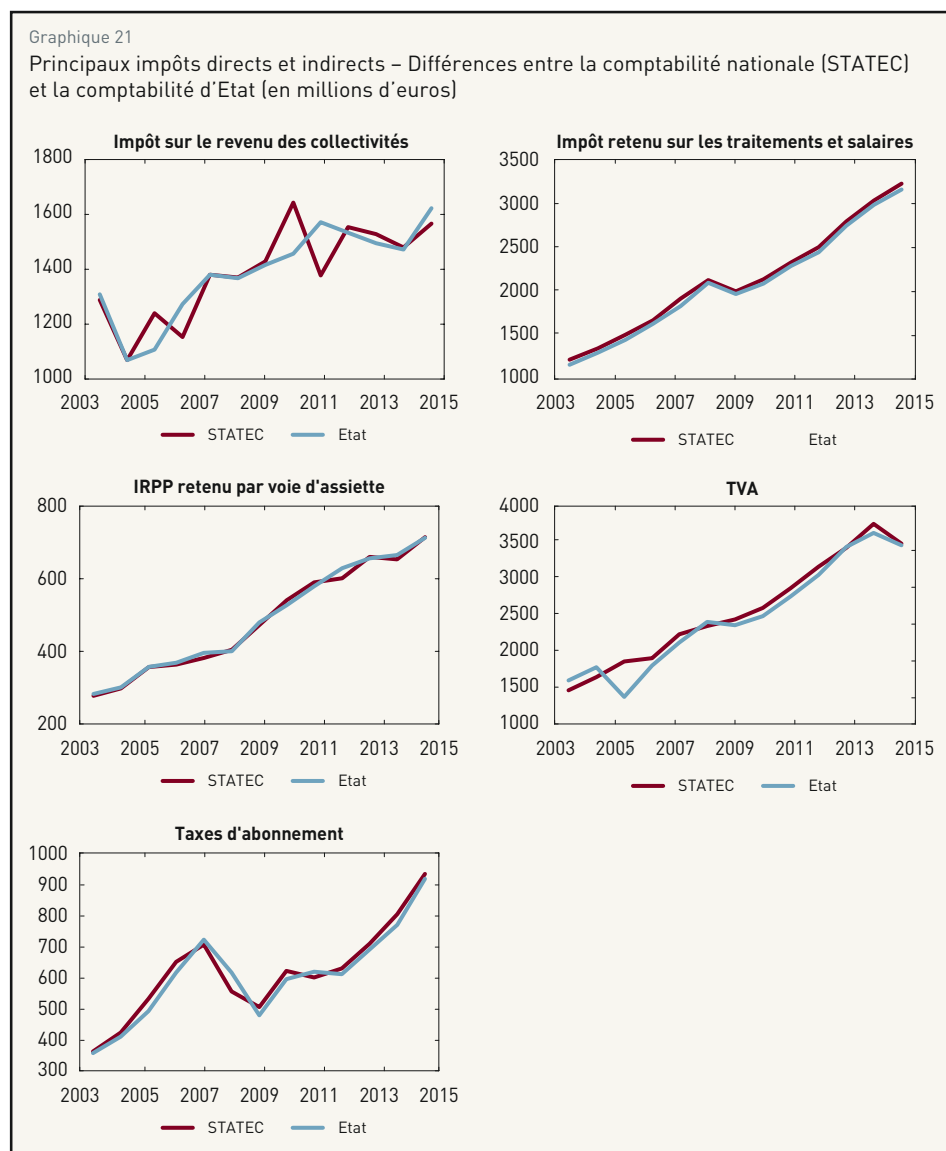 Graphique 21
Principaux impôts directs et indirects – Différences entre la comptabilité nationale (STATEC)
et la comptabilité d'Etat (en millions d'euros)
Impôt sur le revenu des collectivités
1800
1600
1400
1200
1000
2003 2005 2007 2009 2011 2013 2015
STATEC Etat
Impôt retenu sur les traitements et salaires
3500
3000
2500
2000
1500
1000
2003 2005 2007 2009 2011 2013 2015
STATEC Etat
IRPP retenu par voie d'assiette
800
600
400
200
2003 2005 2007 2009 2011 2013 2015
STATEC Etat
TVA
4000
3500
3000
2500
2000
1500
1000
2003 2005 2007 2009 2011 2013 2015
STATEC Etat
Taxes d'abonnement
1000
900
800
700
600
500
400
300
2003 2005 2007 2009 2011 2013 2015
STATEC Etat